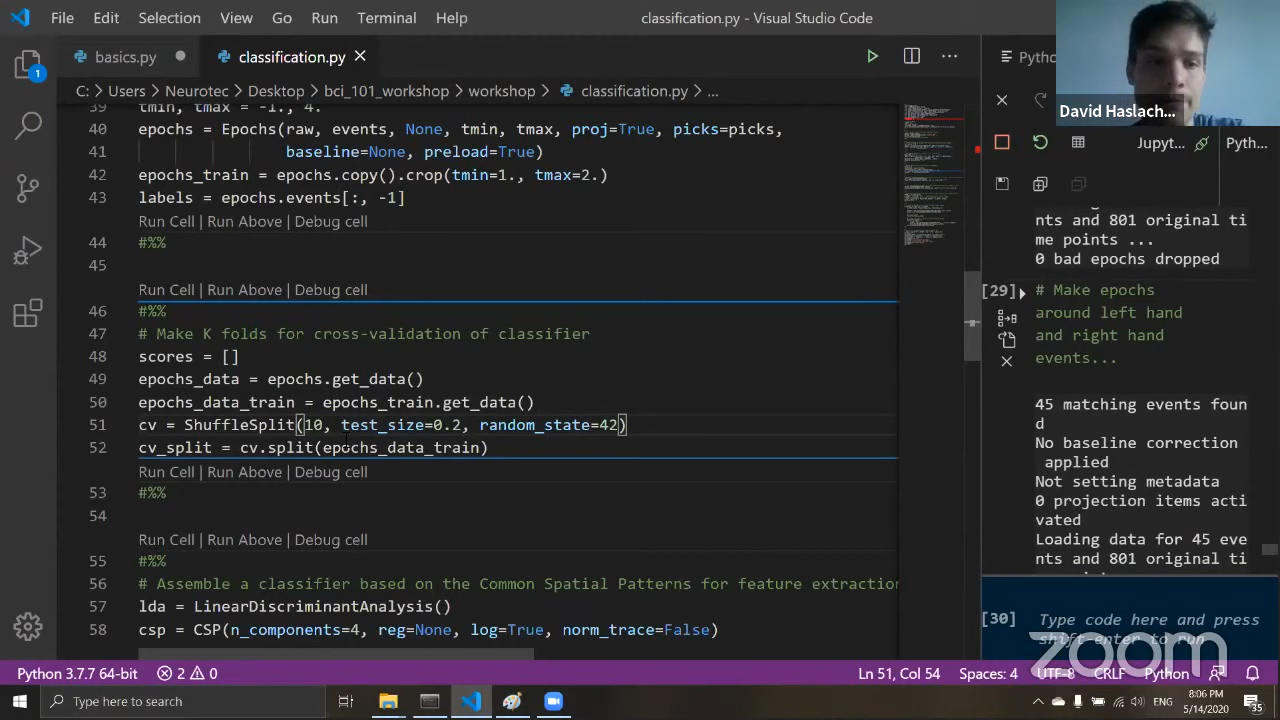 File Edit Selection View Go Run Terminal Help classification.py - Visual Studio Code
basics.py classification.py
Python
C: > Users > Neurotec > Desktop > bci_101_workshop > workshop > classification.py > ...
David Haslach...
39 tmin, tmax = -1., 4.
epochs = Epochs(raw, events, None, tmin, tmax, proj=True, picks=picks,
41 baseline=None, preload=True)
42 epochs_train = epochs.copy().crop(tmin=1., tmax=2.)
43 labels = epochs.events[:, -1]
Run Cell | Run Above | Debug cell
44 #%%
45
Run Cell | Run Above | Debug cell
46 #%%
47 # Make K folds for cross-validation of classifier
48 scores = []
49 epochs_data = epochs.get_data()
50 epochs_data_train = epochs_train.get_data()
51 cv = ShuffleSplit(10, test_size=0.2, random_state=42)
52 cv_split = cv.split(epochs_data_train)
Run Cell | Run Above | Debug cell
53 #%%
54
Run Cell | Run Above | Debug cell
55 #%%
56 # Assemble a classifier based on the Common Spatial Patterns for feature extraction
57 lda = LinearDiscriminantAnalysis()
58 csp = CSP(n_components=4, reg=None, log=True, norm_trace=False)
Jupyt... Pyth...
nts and 801 original ti
me points ...
0 bad epochs dropped
[29] # Make epochs
around left hand
and right hand
events...
45 matching events foun
d
No baseline correction
applied
Not setting metadata
0 projection items acti
vated
Loading data for 45 eve
nts and 801 original ti
[30] Type code here and press
shift-enter to run
zoom
Python 3.7.7 64-bit 2 0 Ln 51, Col 54 Spaces: 4 UTF-8 CRLF Python
Type here to search
8:06 PM
5/14/2020
35
1